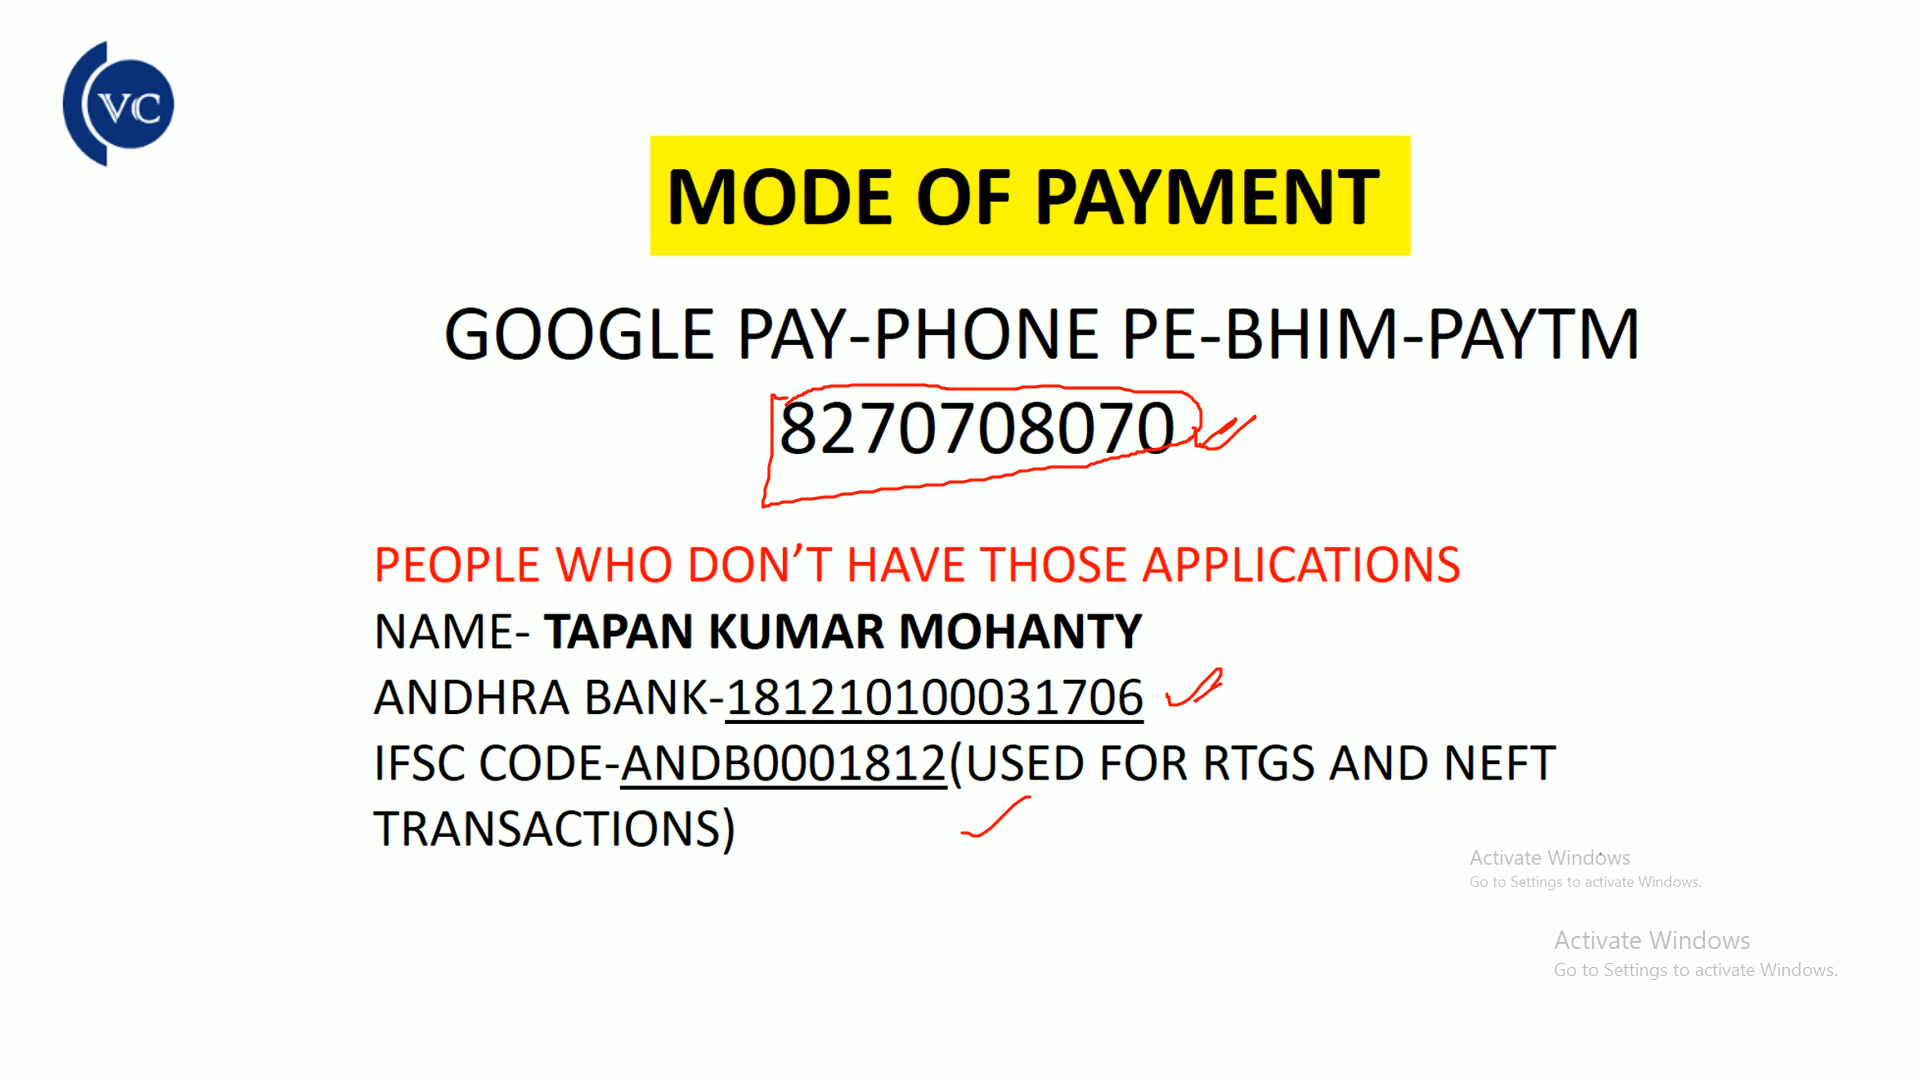 VC
MODE OF PAYMENT
GOOGLE PAY-PHONE PE-BHIM-PAYTM
8270708070
PEOPLE WHO DON’T HAVE THOSE APPLICATIONS
NAME- TAPAN KUMAR MOHANTY
ANDHRA BANK-181210100031706
IFSC CODE-ANDB0001812(USED FOR RTGS AND NEFT
TRANSACTIONS)
Activate Windows
Go to Settings to activate Windows.
Activate Windows
Go to Settings to activate Windows.